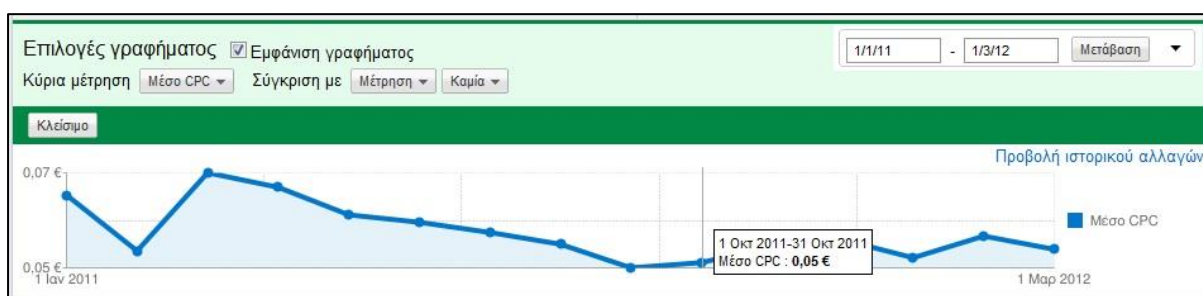 Επιλογές γραφήματος Εμφάνιση γραφήματος
1/1/11 - 1/3/12 Μετάβαση
Κύρια μέτρηση Μέσο CPC Σύγκριση με Μέτρηση Καμία
Κλείσιμο
Προβολή ιστορικού αλλαγών
0,07 €
Μέσο CPC
1 Οκτ 2011-31 Οκτ 2011
Μέσο CPC : 0,05 €
0,05 €
1 Ιαν 2011
1 Μαρ 2012